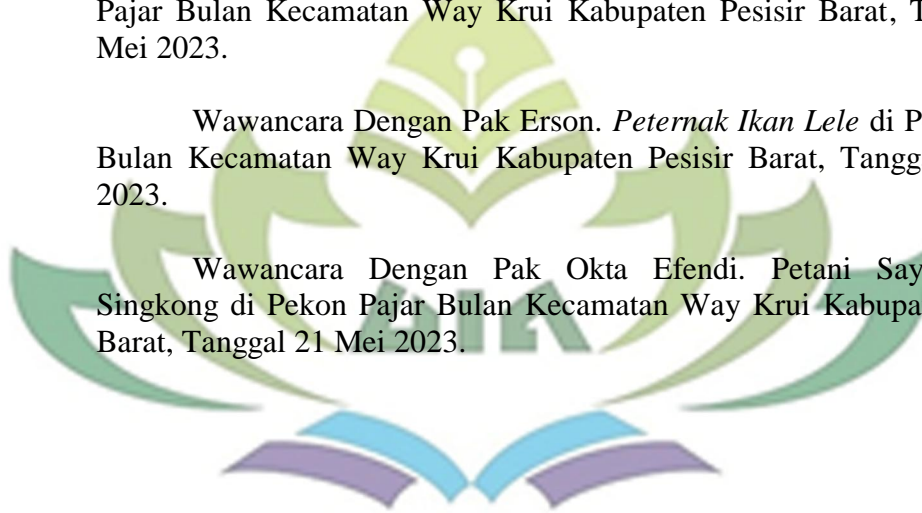 Pajar Bulan Kecamatan Way Krui Kabupaten Pesisir Barat, T
Mei 2023.
Wawancara Dengan Pak Erson. Peternak Ikan Lele di P
Bulan Kecamatan Way Krui Kabupaten Pesisir Barat, Tangg
2023.
Wawancara Dengan Pak Okta Efendi. Petani Say
Singkong di Pekon Pajar Bulan Kecamatan Way Krui Kabupa
Barat, Tanggal 21 Mei 2023.